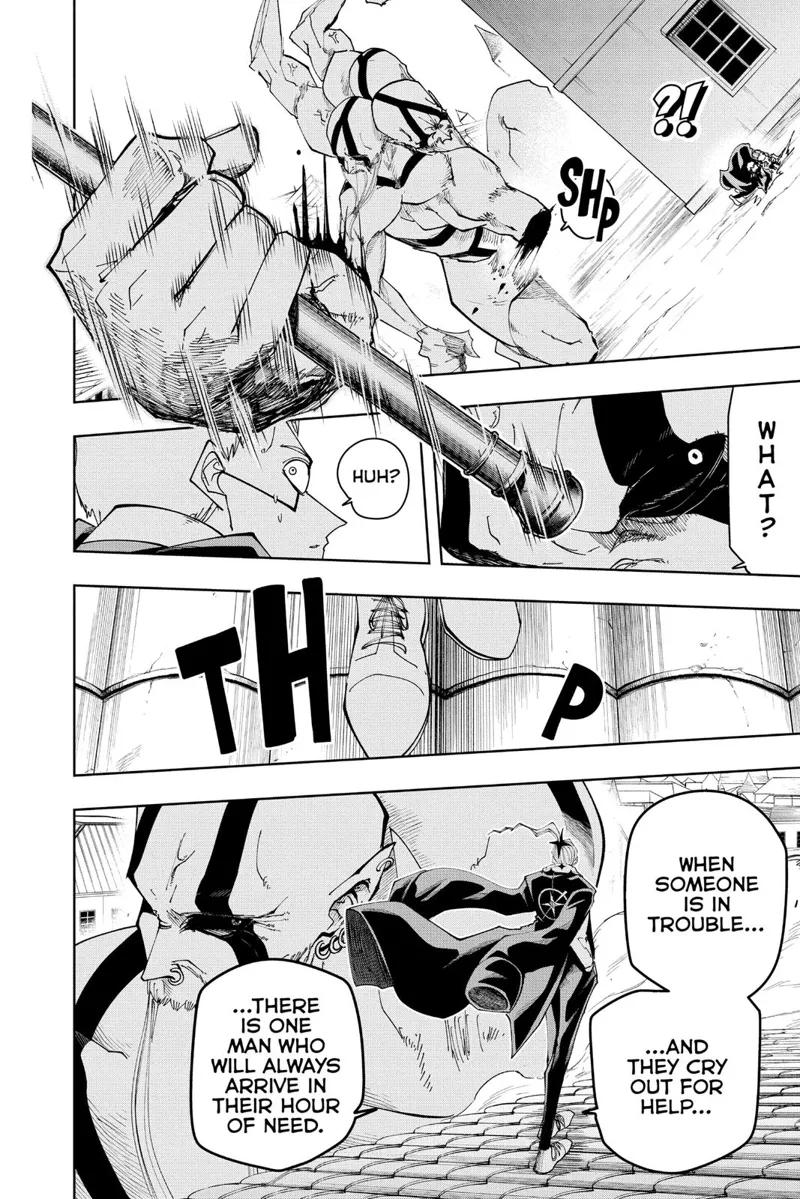 ?!
SHP
WHAT?
HUH?
THP
WHEN
SOMEONE
IS IN
TROUBLE...
...AND
THEY CRY
OUT FOR
HELP...
...THERE
IS ONE
MAN WHO
WILL ALWAYS
ARRIVE IN
THEIR HOUR
OF NEED.